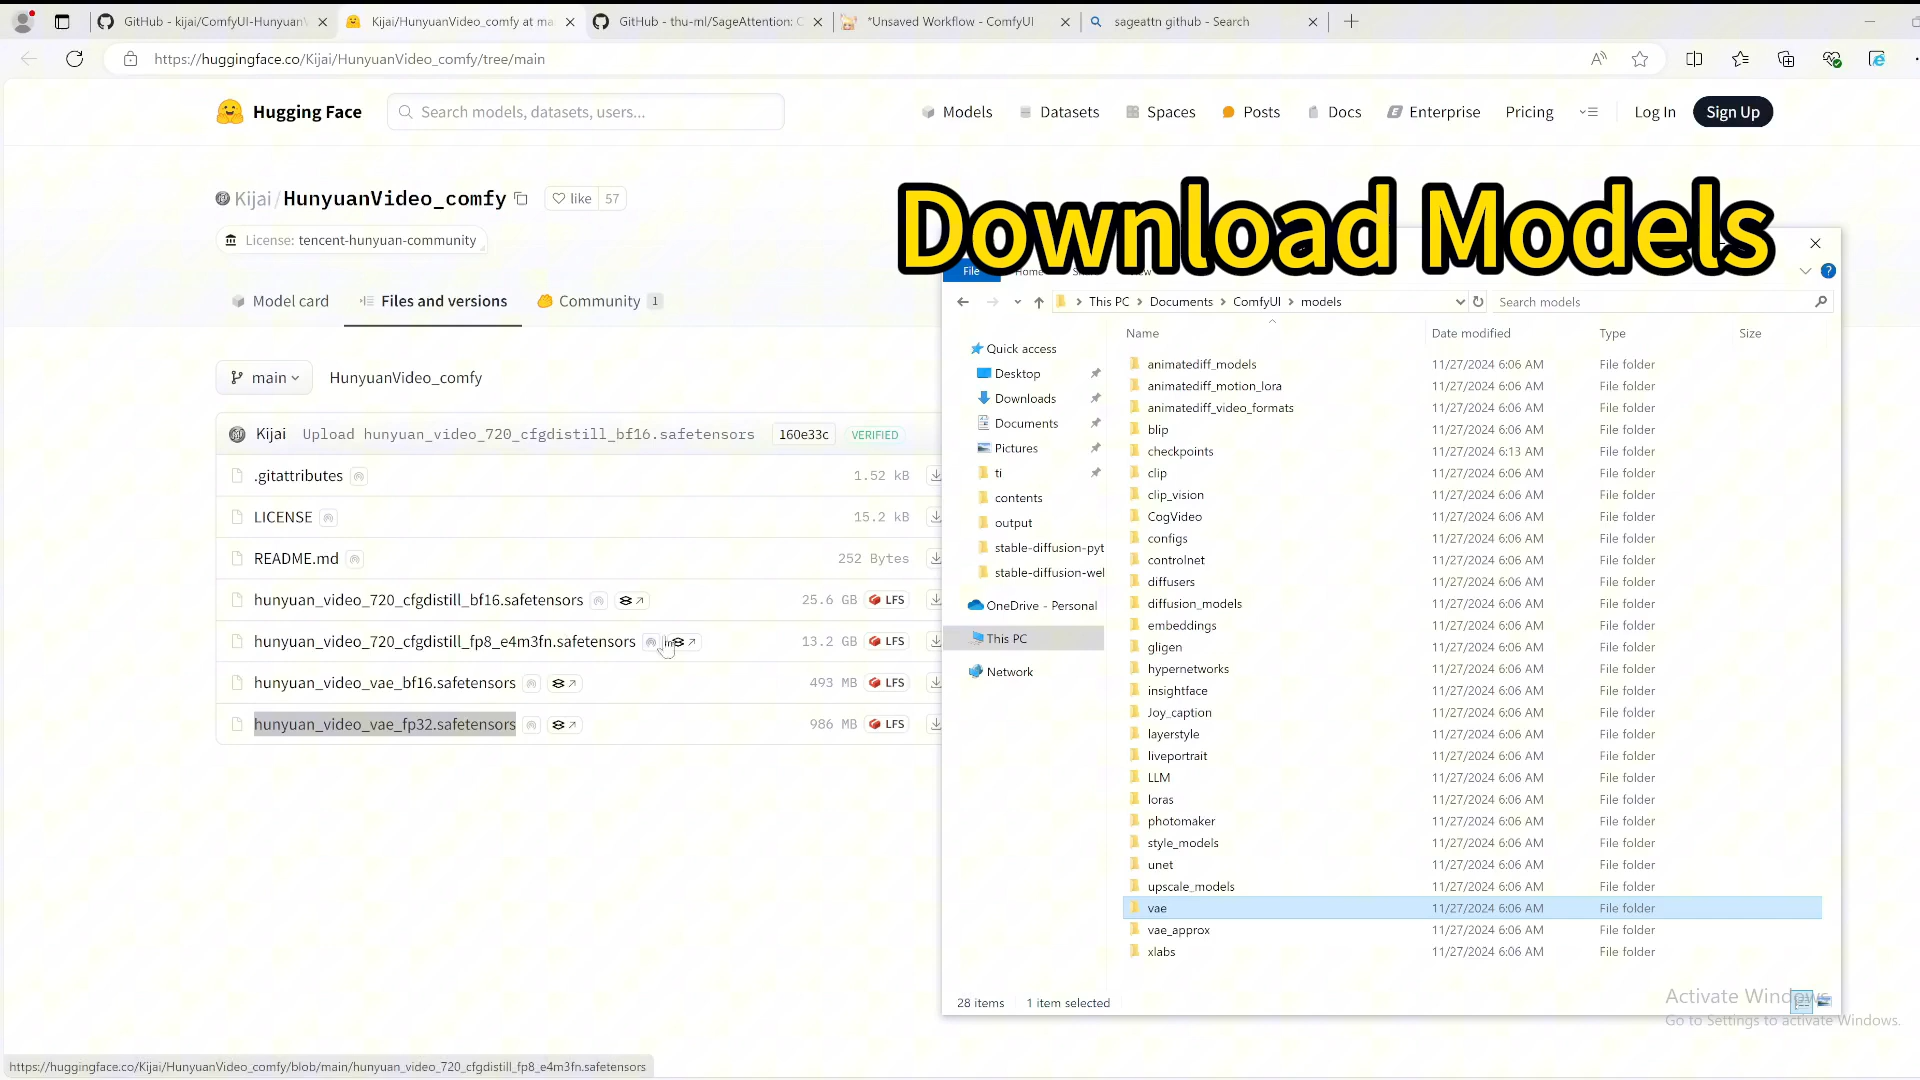 GitHub - kijai/ComfyUI-Hunyuan
Kijai/HunyuanVideo_comfy at ma
GitHub - thu-ml/SageAttention: C
*Unsaved Workflow - ComfyUI
sageattn github - Search
https://huggingface.co/Kijai/HunyuanVideo_comfy/tree/main
Hugging Face
Search models, datasets, users...
Models
Datasets
Spaces
Posts
Docs
Enterprise
Pricing
Log In
Sign Up
Kijai/HunyuanVideo_comfy
like 57
License: tencent-hunyuan-community
Model card
Files and versions
Community 1
main
HunyuanVideo_comfy
Kijai Upload hunyuan_video_720_cfgdistill_bf16.safetensors 160e33c VERIFIED
.gitattributes 1.52 kB
LICENSE 15.2 kB
README.md 252 Bytes
hunyuan_video_720_cfgdistill_bf16.safetensors 25.6 GB LFS
hunyuan_video_720_cfgdistill_fp8_e4m3fn.safetensors 13.2 GB LFS
hunyuan_video_vae_bf16.safetensors 493 MB LFS
hunyuan_video_vae_fp32.safetensors 986 MB LFS
Download Models
File Home
This PC > Documents > ComfyUI > models
Search models
Quick access
Desktop
Downloads
Documents
Pictures
ti
contents
output
stable-diffusion-pyt
stable-diffusion-wel
OneDrive - Personal
This PC
Network
Name Date modified Type Size
animatediff_models 11/27/2024 6:06 AM File folder
animatediff_motion_lora 11/27/2024 6:06 AM File folder
animatediff_video_formats 11/27/2024 6:06 AM File folder
blip 11/27/2024 6:06 AM File folder
checkpoints 11/27/2024 6:13 AM File folder
clip 11/27/2024 6:06 AM File folder
clip_vision 11/27/2024 6:06 AM File folder
CogVideo 11/27/2024 6:06 AM File folder
configs 11/27/2024 6:06 AM File folder
controlnet 11/27/2024 6:06 AM File folder
diffusers 11/27/2024 6:06 AM File folder
diffusion_models 11/27/2024 6:06 AM File folder
embeddings 11/27/2024 6:06 AM File folder
gligen 11/27/2024 6:06 AM File folder
hypernetworks 11/27/2024 6:06 AM File folder
insightface 11/27/2024 6:06 AM File folder
Joy_caption 11/27/2024 6:06 AM File folder
layerstyle 11/27/2024 6:06 AM File folder
liveportrait 11/27/2024 6:06 AM File folder
LLM 11/27/2024 6:06 AM File folder
loras 11/27/2024 6:06 AM File folder
photomaker 11/27/2024 6:06 AM File folder
style_models 11/27/2024 6:06 AM File folder
unet 11/27/2024 6:06 AM File folder
upscale_models 11/27/2024 6:06 AM File folder
vae 11/27/2024 6:06 AM File folder
vae_approx 11/27/2024 6:06 AM File folder
xlabs 11/27/2024 6:06 AM File folder
28 items 1 item selected
Activate Windows
Go to Settings to activate Windows.
https://huggingface.co/Kijai/HunyuanVideo_comfy/blob/main/hunyuan_video_720_cfgdistill_fp8_e4m3fn.safetensors